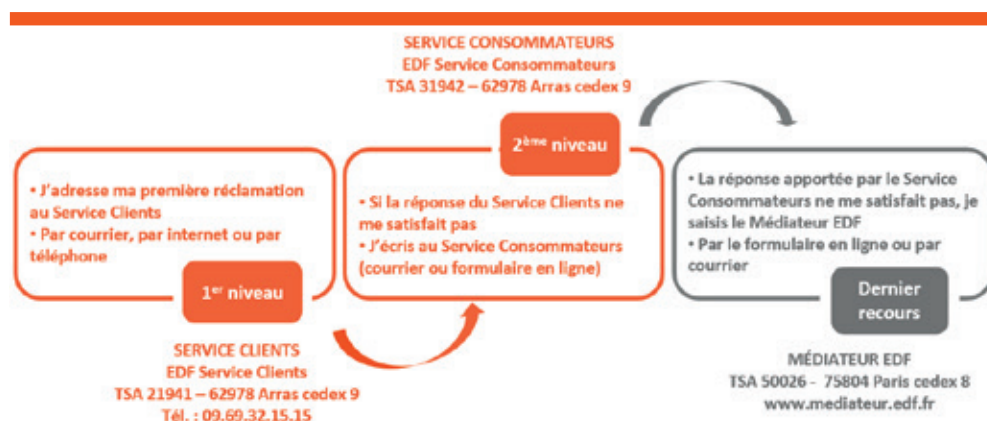 SERVICE CONSOMMATEURS
EDF Service Consommateurs
TSA 31942 – 62978 Arras cedex 9
• J'adresse ma première réclamation
au Service Clients
• Par courrier, par internet ou par
téléphone
1er niveau
SERVICE CLIENTS
EDF Service Clients
TSA 21941 – 62978 Arras cedex 9
Tél. : 09.69.32.15.15
2ème niveau
• Si la réponse du Service Clients ne
me satisfait pas
• J'écris au Service Consommateurs
(courrier ou formulaire en ligne)
• La réponse apportée par le Service
Consommateurs ne me satisfait pas, je
saisis le Médiateur EDF
• Par le formulaire en ligne ou par
courrier
Dernier
recours
MÉDIATEUR EDF
TSA 50026 - 75804 Paris cedex 8
www.mediateur.edf.fr